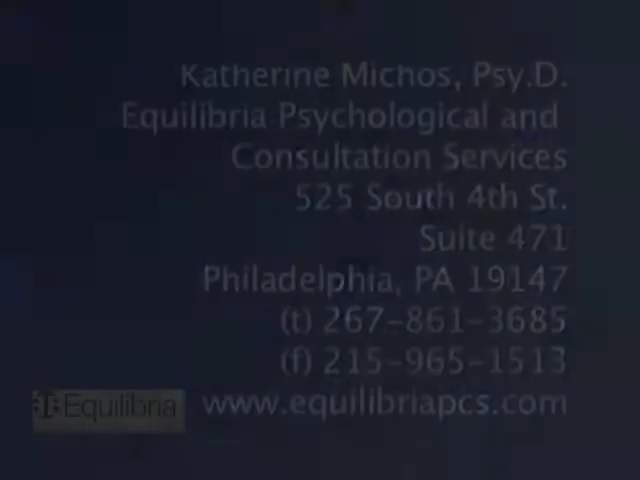 Katherine Michos, Psy.D.
Equilibria Psychological and
Consultation Services
525 South 4th St.
Suite 471
Philadelphia, PA 19147
(t) 267-861-3685
(f) 215-965-1513
www.equilibriapcs.com
Equilibria